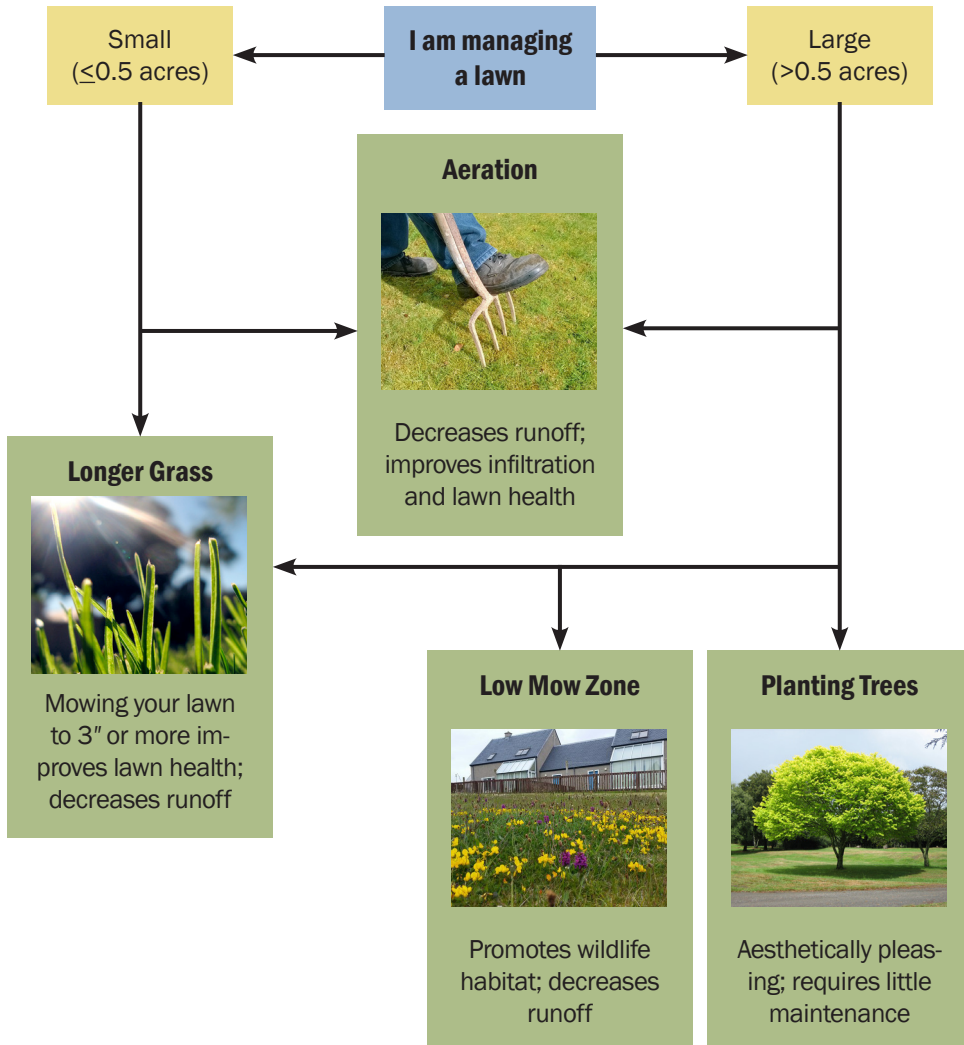 Small
(≤0.5 acres)
I am managing
a lawn
Large
(>0.5 acres)
Aeration
Decreases runoff;
improves infiltration
and lawn health
Longer Grass
Mowing your lawn
to 3" or more im-
proves lawn health;
decreases runoff
Low Mow Zone
Promotes wildlife
habitat; decreases
runoff
Planting Trees
Aesthetically pleas-
ing; requires little
maintenance